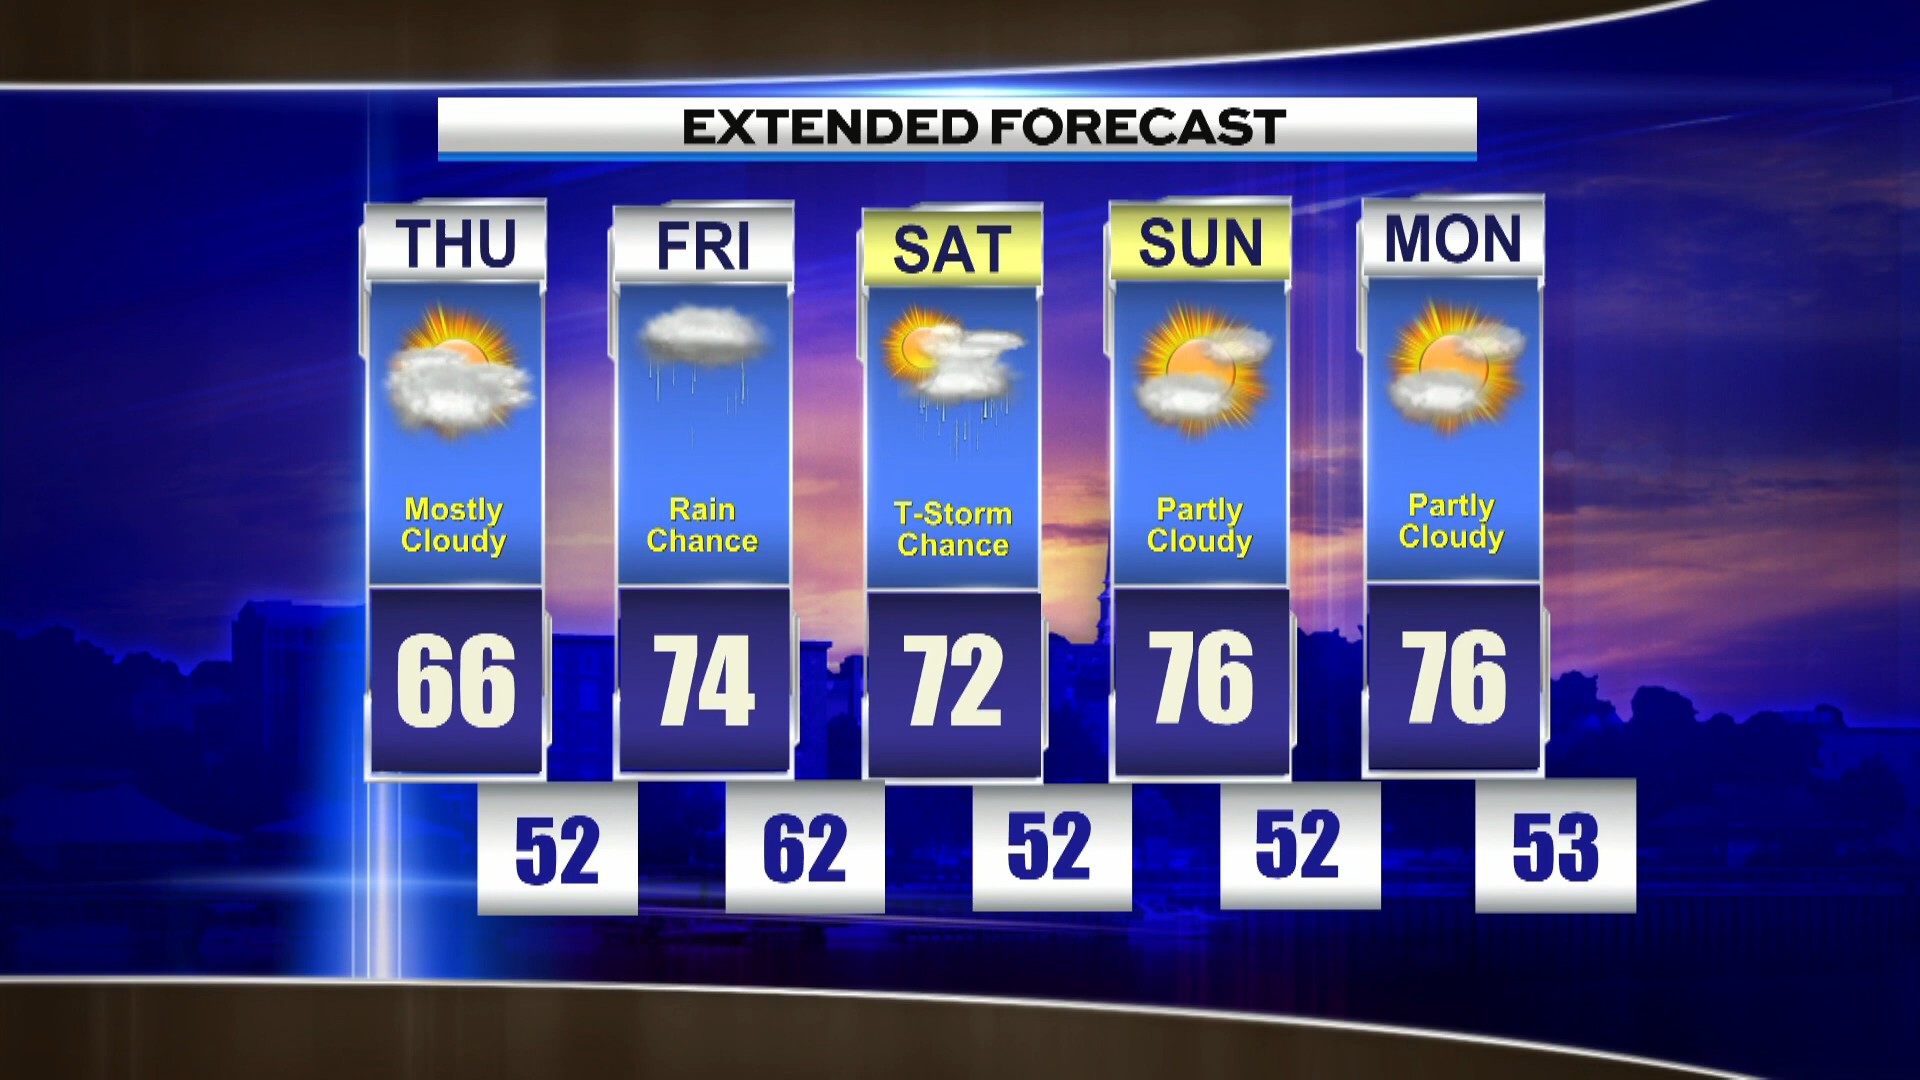 EXTENDED FORECAST
THU
FRI
SAT
SUN
MON
Mostly
Cloudy
Rain
Chance
T-Storm
Chance
Partly
Cloudy
Partly
Cloudy
66
74
72
76
76
52
62
52
52
53